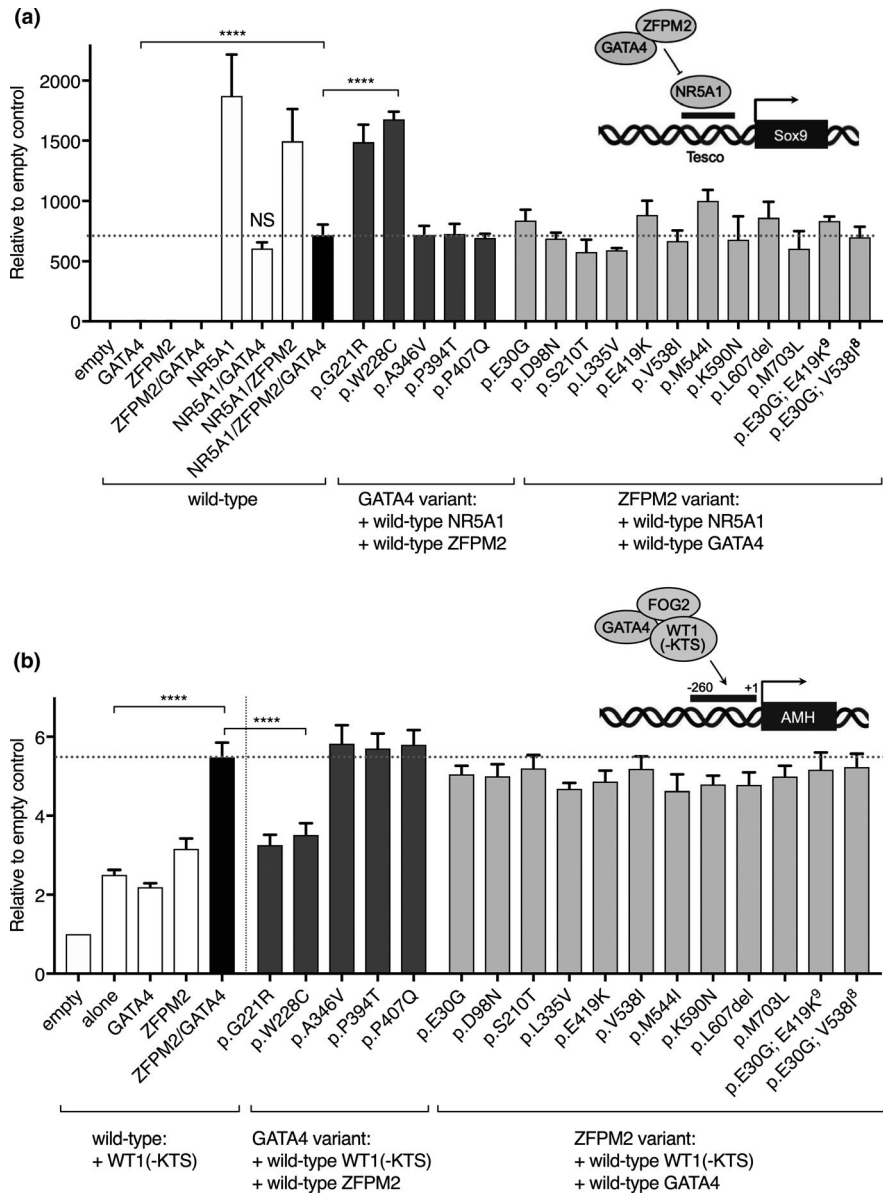 (a)
****
****
ZFPM2
GATA4
NR5A1
Sox9
Tesco
Relative to empty control
2000
1500
1000
500
0
NS
empty
GATA4
ZFPM2
ZFPM2/GATA4
NR5A1
NR5A1/GATA4
NR5A1/ZFPM2
NR5A1/ZFPM2/GATA4
p.G221R
p.W228C
p.A346V
p.P394T
p.P407Q
p.E30G
p.D98N
p.S210T
p.L335V
p.E419K
p.V538I
p.M544I
p.K590N
p.L607del
p.M703L
p.E30G; E419K⁹
p.E30G; V538I⁸
wild-type
GATA4 variant:
+ wild-type NR5A1
+ wild-type ZFPM2
ZFPM2 variant:
+ wild-type NR5A1
+ wild-type GATA4
(b)
****
****
FOG2
GATA4
WT1
(-KTS)
-260
+1
AMH
Relative to empty control
6
4
2
0
empty
alone
GATA4
ZFPM2
ZFPM2/GATA4
p.G221R
p.W228C
p.A346V
p.P394T
p.P407Q
p.E30G
p.D98N
p.S210T
p.L335V
p.E419K
p.V538I
p.M544I
p.K590N
p.L607del
p.M703L
p.E30G; E419K⁹
p.E30G; V538I⁸
wild-type:
+ WT1(-KTS)
GATA4 variant:
+ wild-type WT1(-KTS)
+ wild-type ZFPM2
ZFPM2 variant:
+ wild-type WT1(-KTS)
+ wild-type GATA4